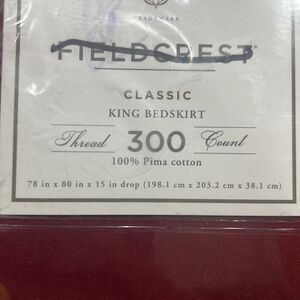 TRADEMARK
FIELDCREST®
CLASSIC
KING BEDSKIRT
Thread 300 Count
100% Pima cotton
78 in x 80 in x 15 in drop (198.1 cm x 203.2 cm x 38.1 cm)